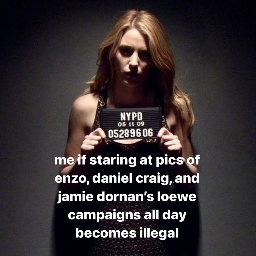 NYPD
05 11 09
05289606
me if staring at pics of
enzo, daniel craig, and
jamie dornan's loewe
campaigns all day
becomes illegal